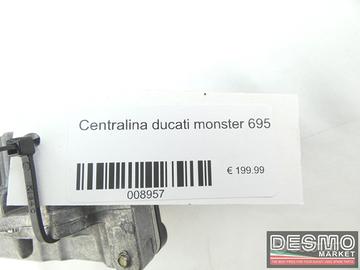 Centralina ducati monster 695
€ 199.99
008957
DESMO
MARKET